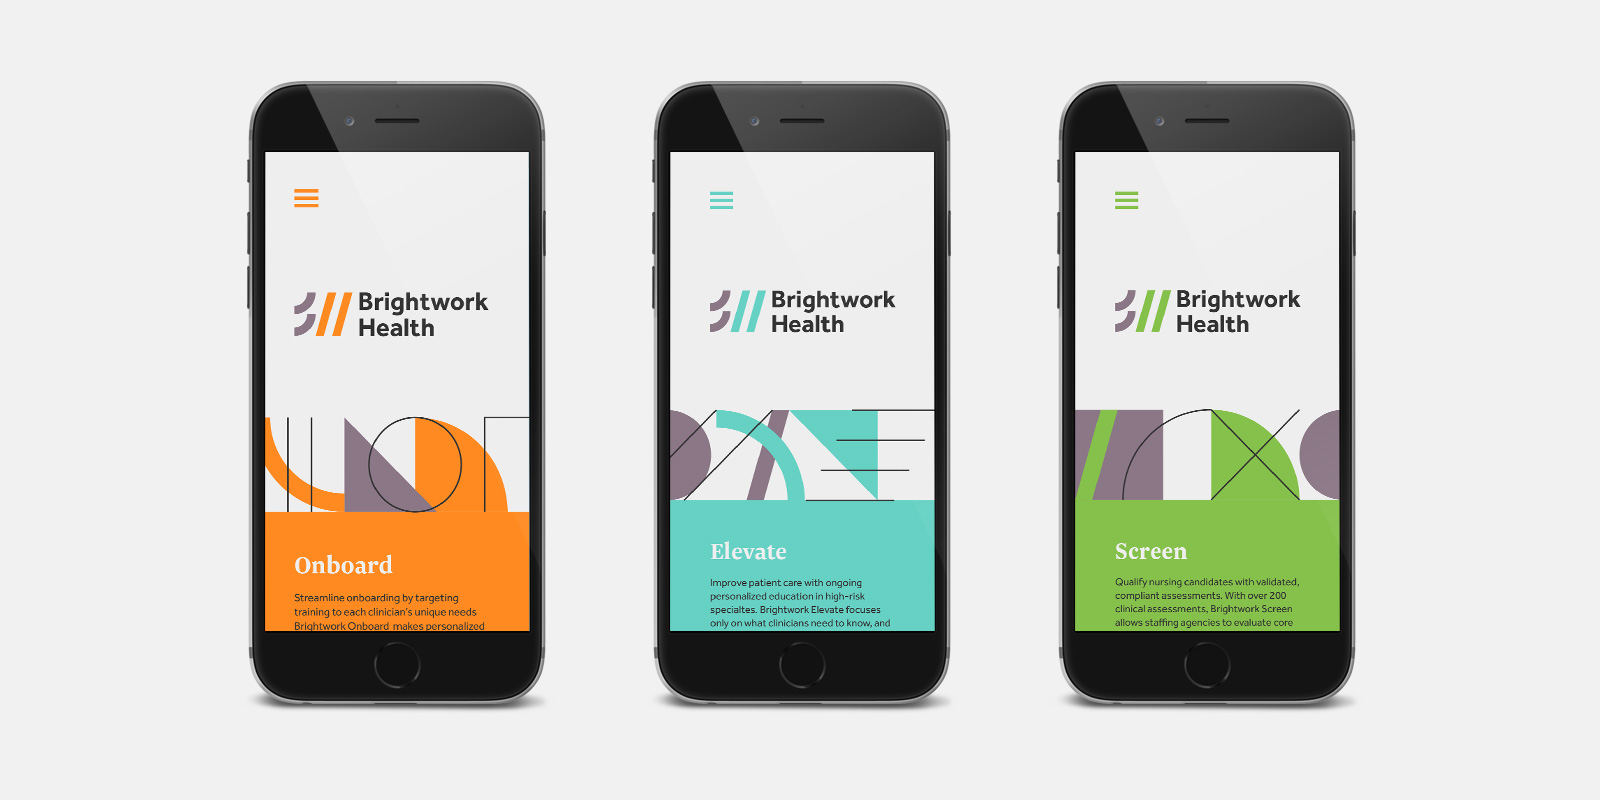 Brightwork
Health
Onboard
Streamline onboarding by targeting
training to each clinician's unique needs
Brightwork Onboard makes personalized
Brightwork
Health
Elevate
Improve patient care with ongoing
personalized education in high-risk
specialtes. Brightwork Elevate focuses
only on what clinicians need to know, and
Brightwork
Health
Screen
Qualify nursing candidates with validated,
compliant assessments. With over 200
clinical assessments, Brightwork Screen
allows staffing agencies to evaluate core